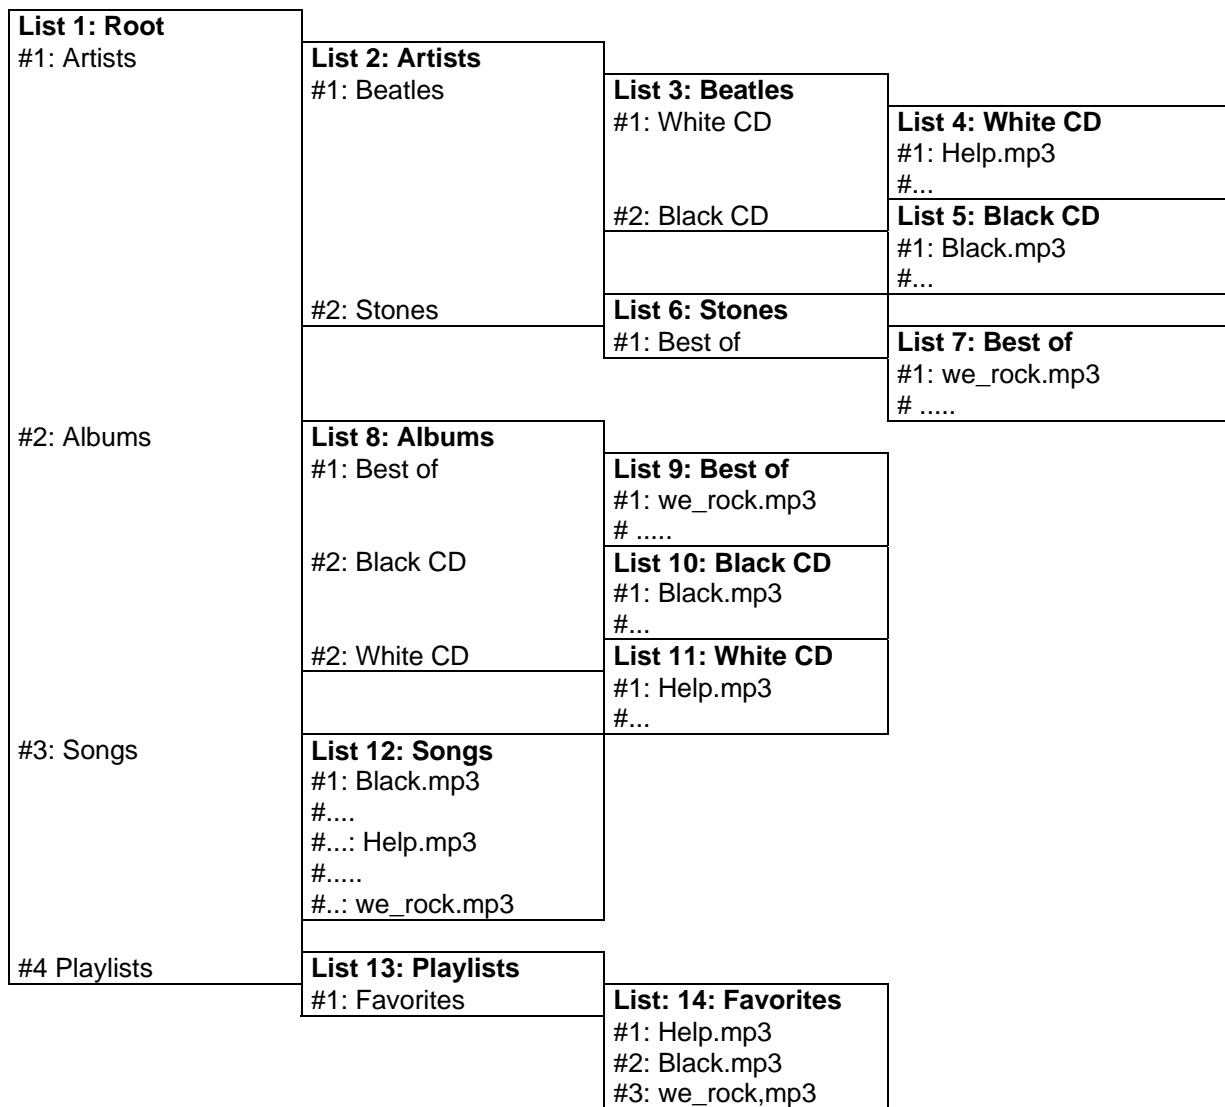 List 1: Root
#1: Artists
List 2: Artists
#1: Beatles
List 3: Beatles
#1: White CD
List 4: White CD
#1: Help.mp3
#...
#2: Black CD
List 5: Black CD
#1: Black.mp3
#...
#2: Stones
List 6: Stones
#1: Best of
List 7: Best of
#1: we_rock.mp3
# .....
#2: Albums
List 8: Albums
#1: Best of
List 9: Best of
#1: we_rock.mp3
# .....
#2: Black CD
List 10: Black CD
#1: Black.mp3
#...
#2: White CD
List 11: White CD
#1: Help.mp3
#...
#3: Songs
List 12: Songs
#1: Black.mp3
#....
#...: Help.mp3
#.....
#..: we_rock.mp3
#4 Playlists
List 13: Playlists
#1: Favorites
List: 14: Favorites
#1: Help.mp3
#2: Black.mp3
#3: we_rock,mp3